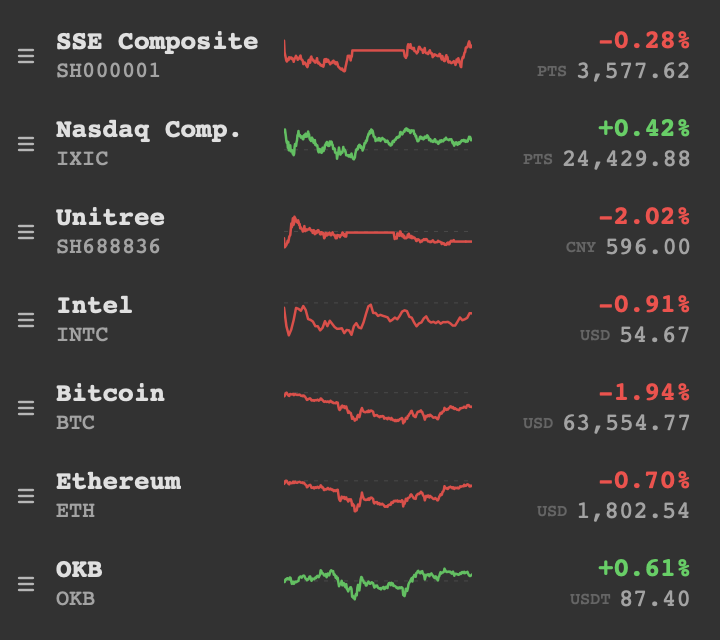 SSE Composite
−0.28%
SH000001
PTS 3,577.62
Nasdaq Comp.
+0.42%
IXIC
PTS 24,429.88
Unitree
−2.02%
SH688836
CNY 596.00
Intel
−0.91%
INTC
USD 54.67
Bitcoin
−1.94%
BTC
USD 63,554.77
Ethereum
−0.70%
ETH
USD 1,802.54
OKB
+0.61%
OKB
USDT 87.40